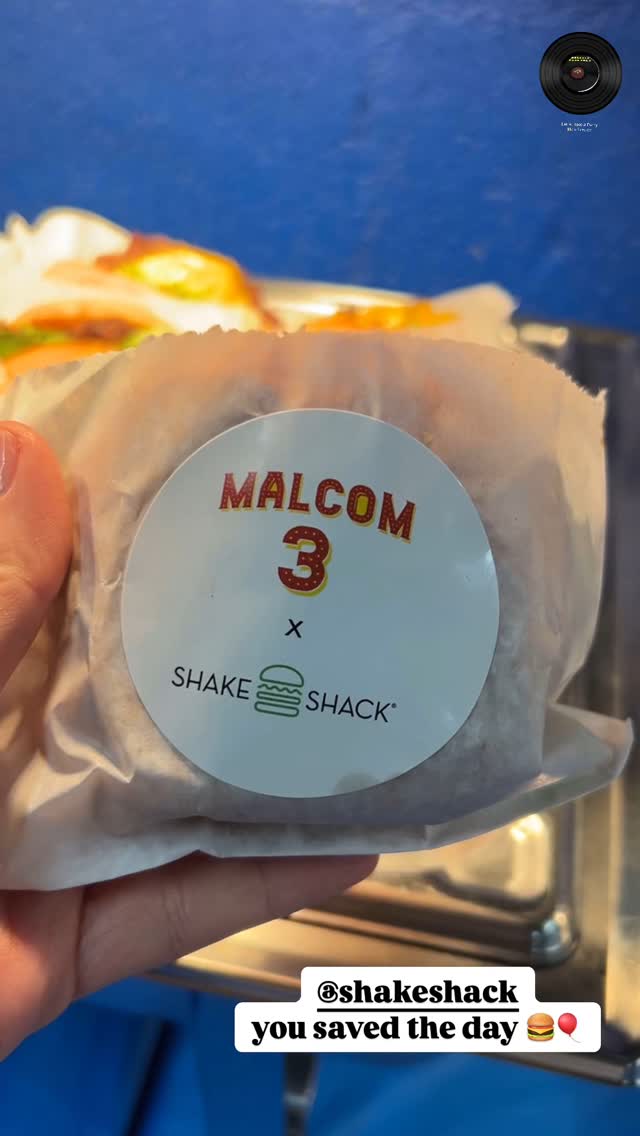 MALCOM
3
x
SHAKE SHACK®
@shakeshack
you saved the day 🍔🎈